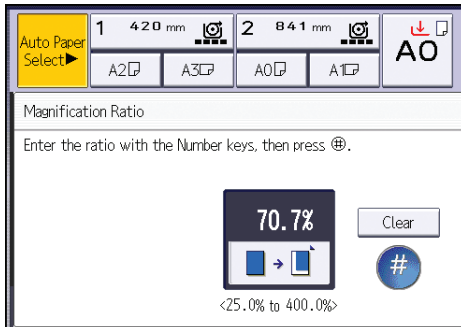 Auto Paper
Select▶
1 420 mm
2 841 mm
A2
A3
A0
A1
A0
Magnification Ratio
Enter the ratio with the Number keys, then press ⊕.
70.7%
Clear
#
<25.0% to 400.0%>